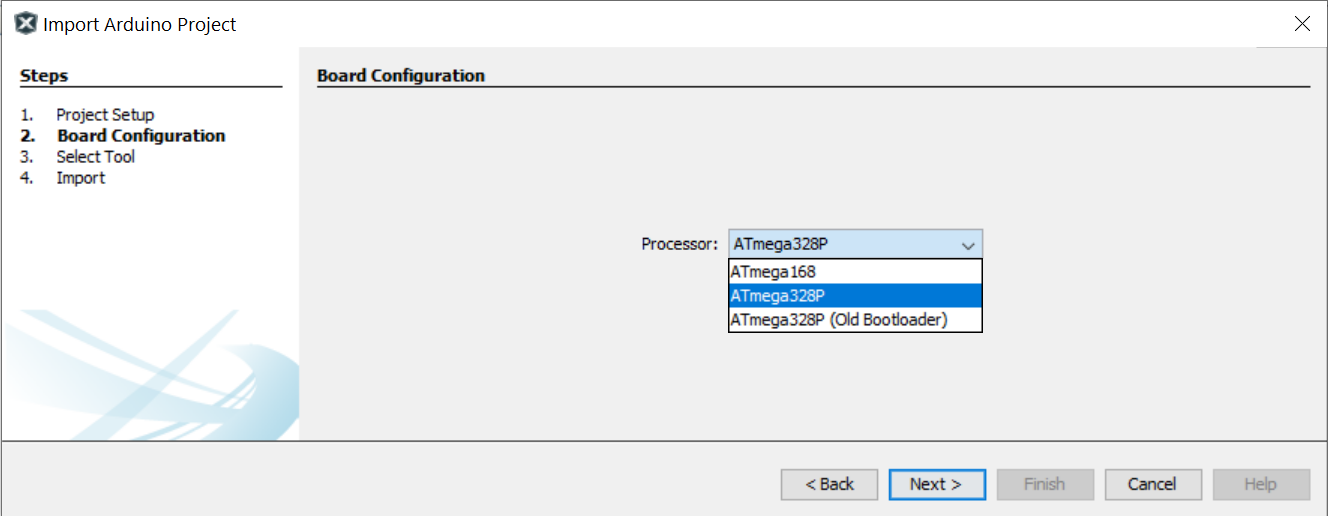 Import Arduino Project
Steps
1. Project Setup
2. Board Configuration
3. Select Tool
4. Import
Board Configuration
Processor: ATmega328P
ATmega168
ATmega328P
ATmega328P (Old Bootloader)
< Back Next > Finish Cancel Help